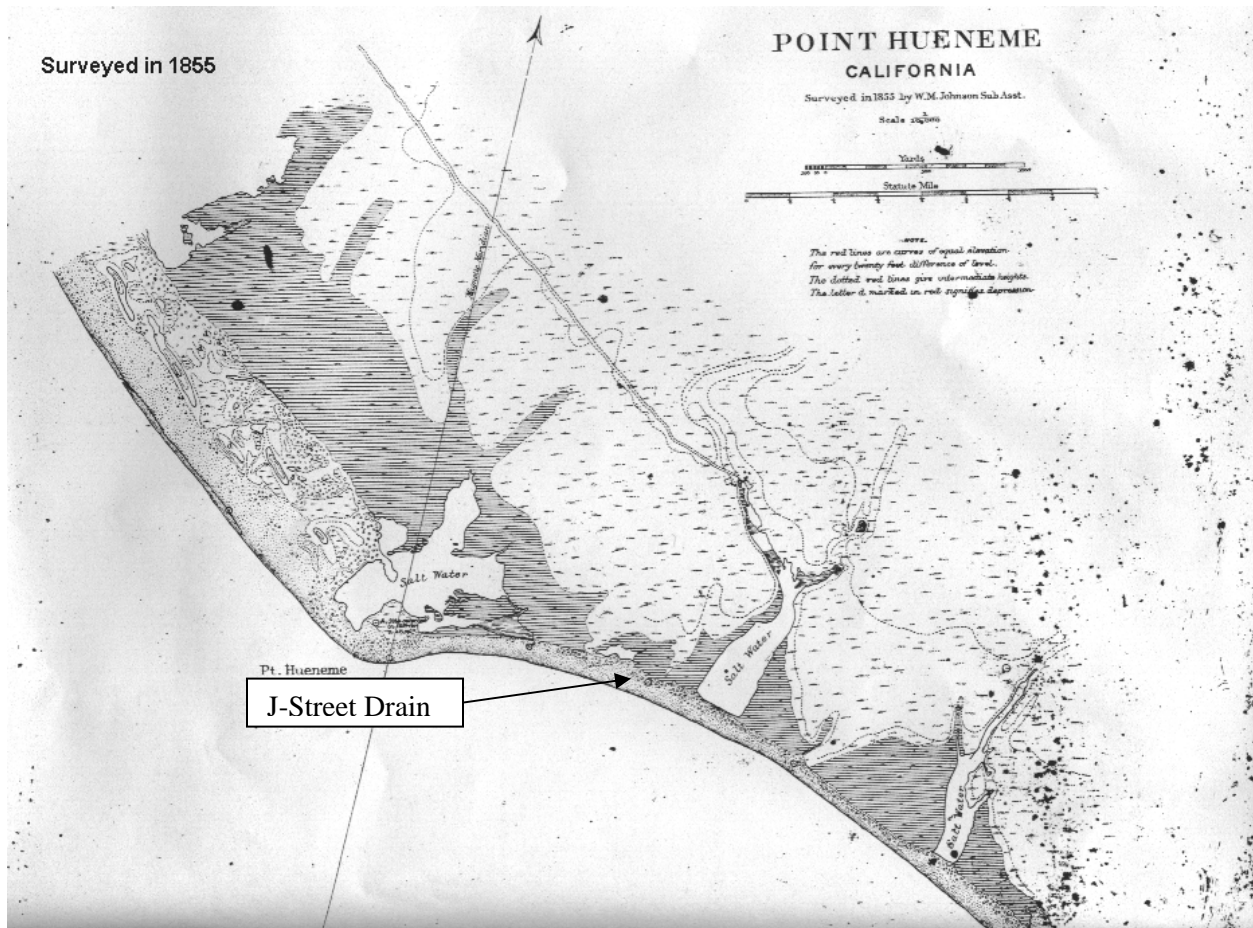 Surveyed in 1855
POINT HUENEME
CALIFORNIA
Surveyed in 1855 by W.M. Johnson Sub Asst.
Scale
Yards
Statute Mile
NOTE.
The red lines are curves of equal elevation
for every twenty feet difference of level.
The dotted red lines give intermediate heights.
The letter d marked in red signifies depression
Salt Water
Pt. Hueneme
J-Street Drain
Salt Water
Salt Water